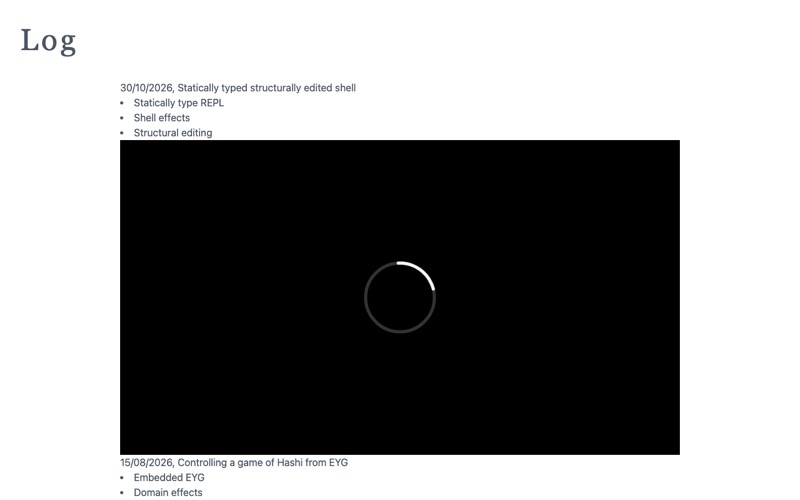 Log
30/10/2026, Statically typed structurally edited shell
• Statically type REPL
• Shell effects
• Structural editing
15/08/2026, Controlling a game of Hashi from EYG
• Embedded EYG
• Domain effects